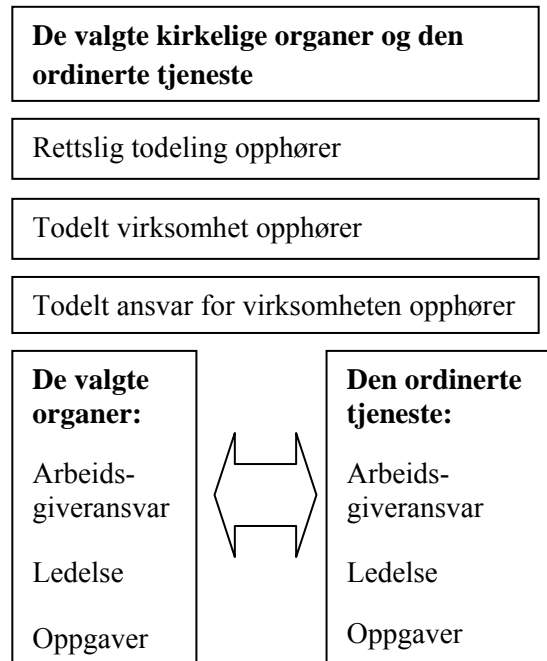 De valgte kirkelige organer og den
ordinerte tjeneste
Rettslig todeling opphører
Todelt virksomhet opphører
Todelt ansvar for virksomheten opphører
De valgte
organer:
Arbeids-
giveransvar
Ledelse
Oppgaver
Den ordinerte
tjeneste:
Arbeids-
giveransvar
Ledelse
Oppgaver